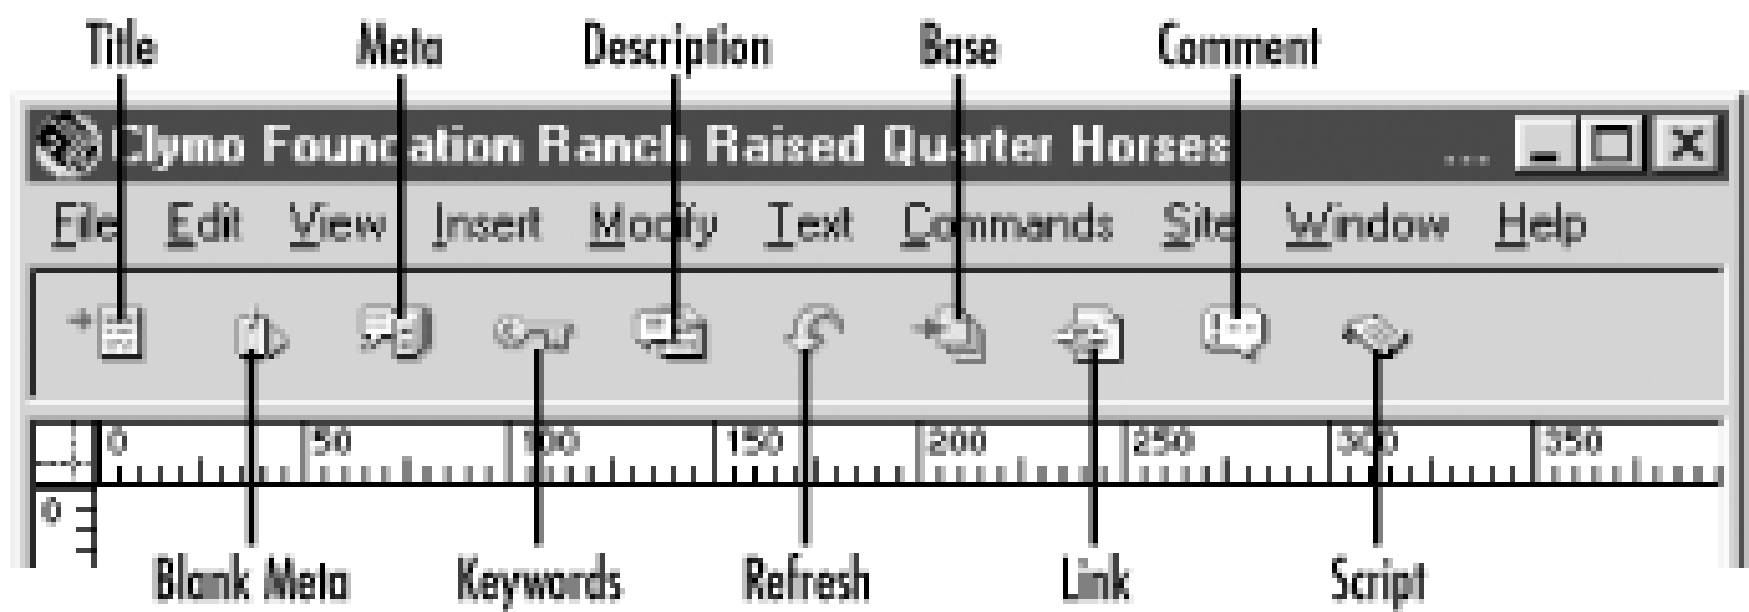 Title Meta Description Base Comment
Clymo Foundation Ranch Raised Quarter Horses ...
File Edit View Insert Modify Text Commands Site Window Help
0 50 100 150 200 250 300 350
0
Blank Meta Keywords Refresh Link Script